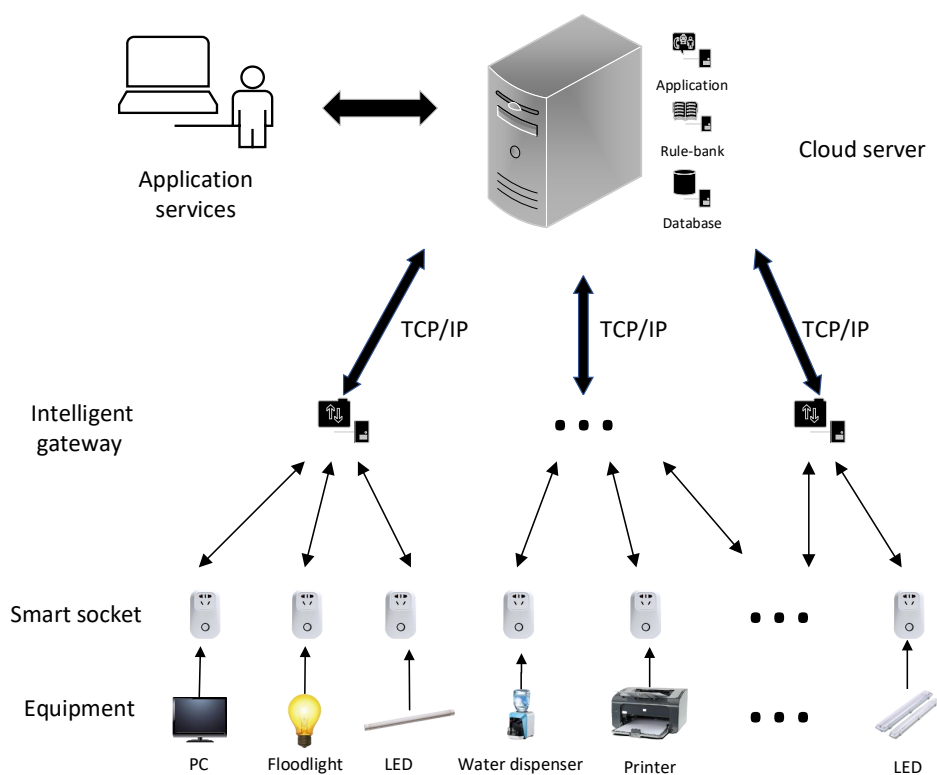 Application
Rule-bank
Cloud server
Application
services
Database
TCP/IP
TCP/IP
TCP/IP
Intelligent
gateway
Smart socket
Equipment
PC
Floodlight
LED
Water dispenser
Printer
LED